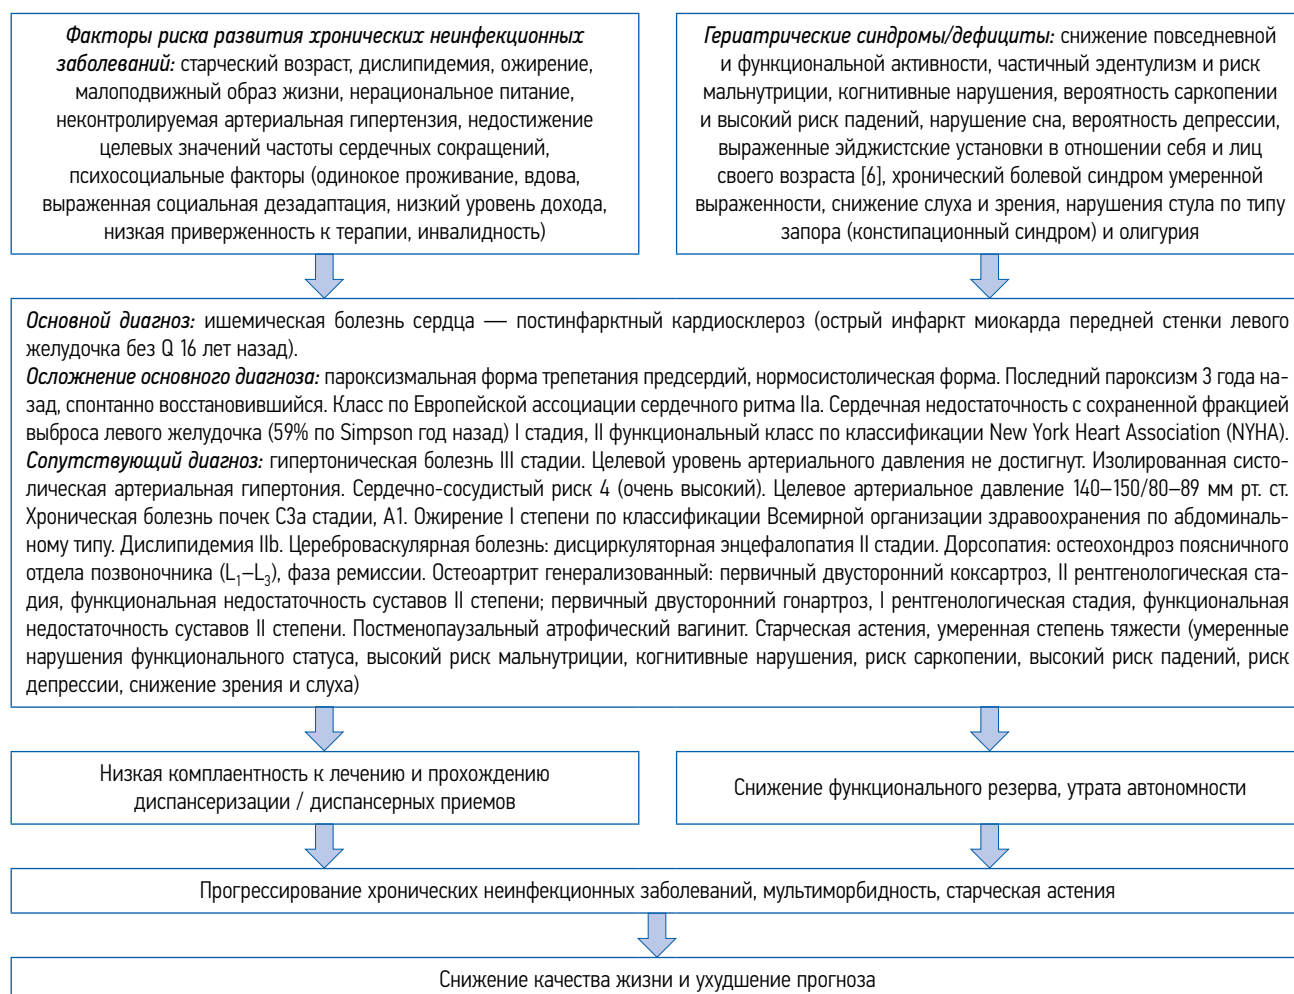 Факторы риска развития хронических неинфекционных
заболеваний: старческий возраст, дислипидемия, ожирение,
малоподвижный образ жизни, нерациональное питание,
неконтролируемая артериальная гипертензия, недостижение
целевых значений частоты сердечных сокращений,
психосоциальные факторы (одинокое проживание, вдова,
выраженная социальная дезадаптация, низкий уровень дохода,
низкая приверженность к терапии, инвалидность)
Гериатрические синдромы/дефициты: снижение повседневной
и функциональной активности, частичный эдентулизм и риск
мальнутриции, когнитивные нарушения, вероятность саркопении
и высокий риск падений, нарушение сна, вероятность депрессии,
выраженные эйджистские установки в отношении себя и лиц
своего возраста [6], хронический болевой синдром умеренной
выраженности, снижение слуха и зрения, нарушения стула по типу
запора (констипационный синдром) и олигурия
Основной диагноз: ишемическая болезнь сердца — постинфарктный кардиосклероз (острый инфаркт миокарда передней стенки левого
желудочка без Q 16 лет назад).
Осложнение основного диагноза: пароксизмальная форма трепетания предсердий, нормосистолическая форма. Последний пароксизм 3 года на-
зад, спонтанно восстановившийся. Класс по Европейской ассоциации сердечного ритма IIa. Сердечная недостаточность с сохраненной фракцией
выброса левого желудочка (59% по Simpson год назад) I стадия, II функциональный класс по классификации New York Heart Association (NYHA).
Сопутствующий диагноз: гипертоническая болезнь III стадии. Целевой уровень артериального давления не достигнут. Изолированная систо-
лическая артериальная гипертония. Сердечно-сосудистый риск 4 (очень высокий). Целевое артериальное давление 140–150/80–89 мм рт. ст.
Хроническая болезнь почек С3а стадии, А1. Ожирение I степени по классификации Всемирной организации здравоохранения по абдоминаль-
ному типу. Дислипидемия IIb. Цереброваскулярная болезнь: дисциркуляторная энцефалопатия II стадии. Дорсопатия: остеохондроз поясничного
отдела позвоночника (L₁–L₃), фаза ремиссии. Остеоартрит генерализованный: первичный двусторонний коксартроз, II рентгенологическая ста-
дия, функциональная недостаточность суставов II степени; первичный двусторонний гонартроз, I рентгенологическая стадия, функциональная
недостаточность суставов II степени. Постменопаузальный атрофический вагинит. Старческая астения, умеренная степень тяжести (умеренные
нарушения функционального статуса, высокий риск мальнутриции, когнитивные нарушения, риск саркопении, высокий риск падений, риск
депрессии, снижение зрения и слуха)
Низкая комплаентность к лечению и прохождению
диспансеризации / диспансерных приемов
Снижение функционального резерва, утрата автономности
Прогрессирование хронических неинфекционных заболеваний, мультиморбидность, старческая астения
Снижение качества жизни и ухудшение прогноза